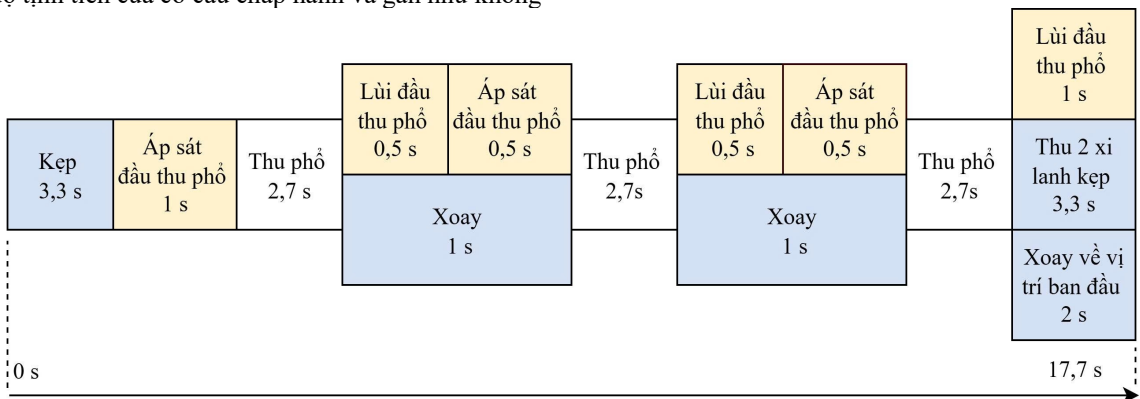 của cơ cấu chấp hành và gần như không
Lùi đầu
thu phổ
1 s
Lùi đầu
thu phổ
0,5 s
Áp sát
đầu thu phổ
0,5 s
Lùi đầu
thu phổ
0,5 s
Áp sát
đầu thu phổ
0,5 s
Kẹp
3,3 s
Áp sát
đầu thu phổ
1 s
Thu phổ
2,7 s
Thu phổ
2,7s
Thu phổ
2,7s
Thu 2 xi
lanh kẹp
3,3 s
Xoay
1 s
Xoay
1 s
Xoay về vị
trí ban đầu
2 s
0 s
17,7 s